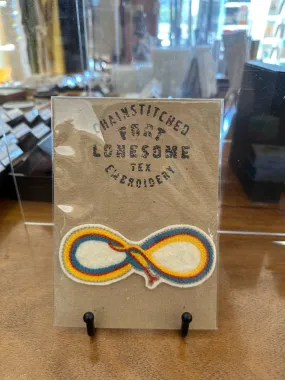 CHAINSTITCHED
FORT
LONESOME
TEX
EMBROIDERY